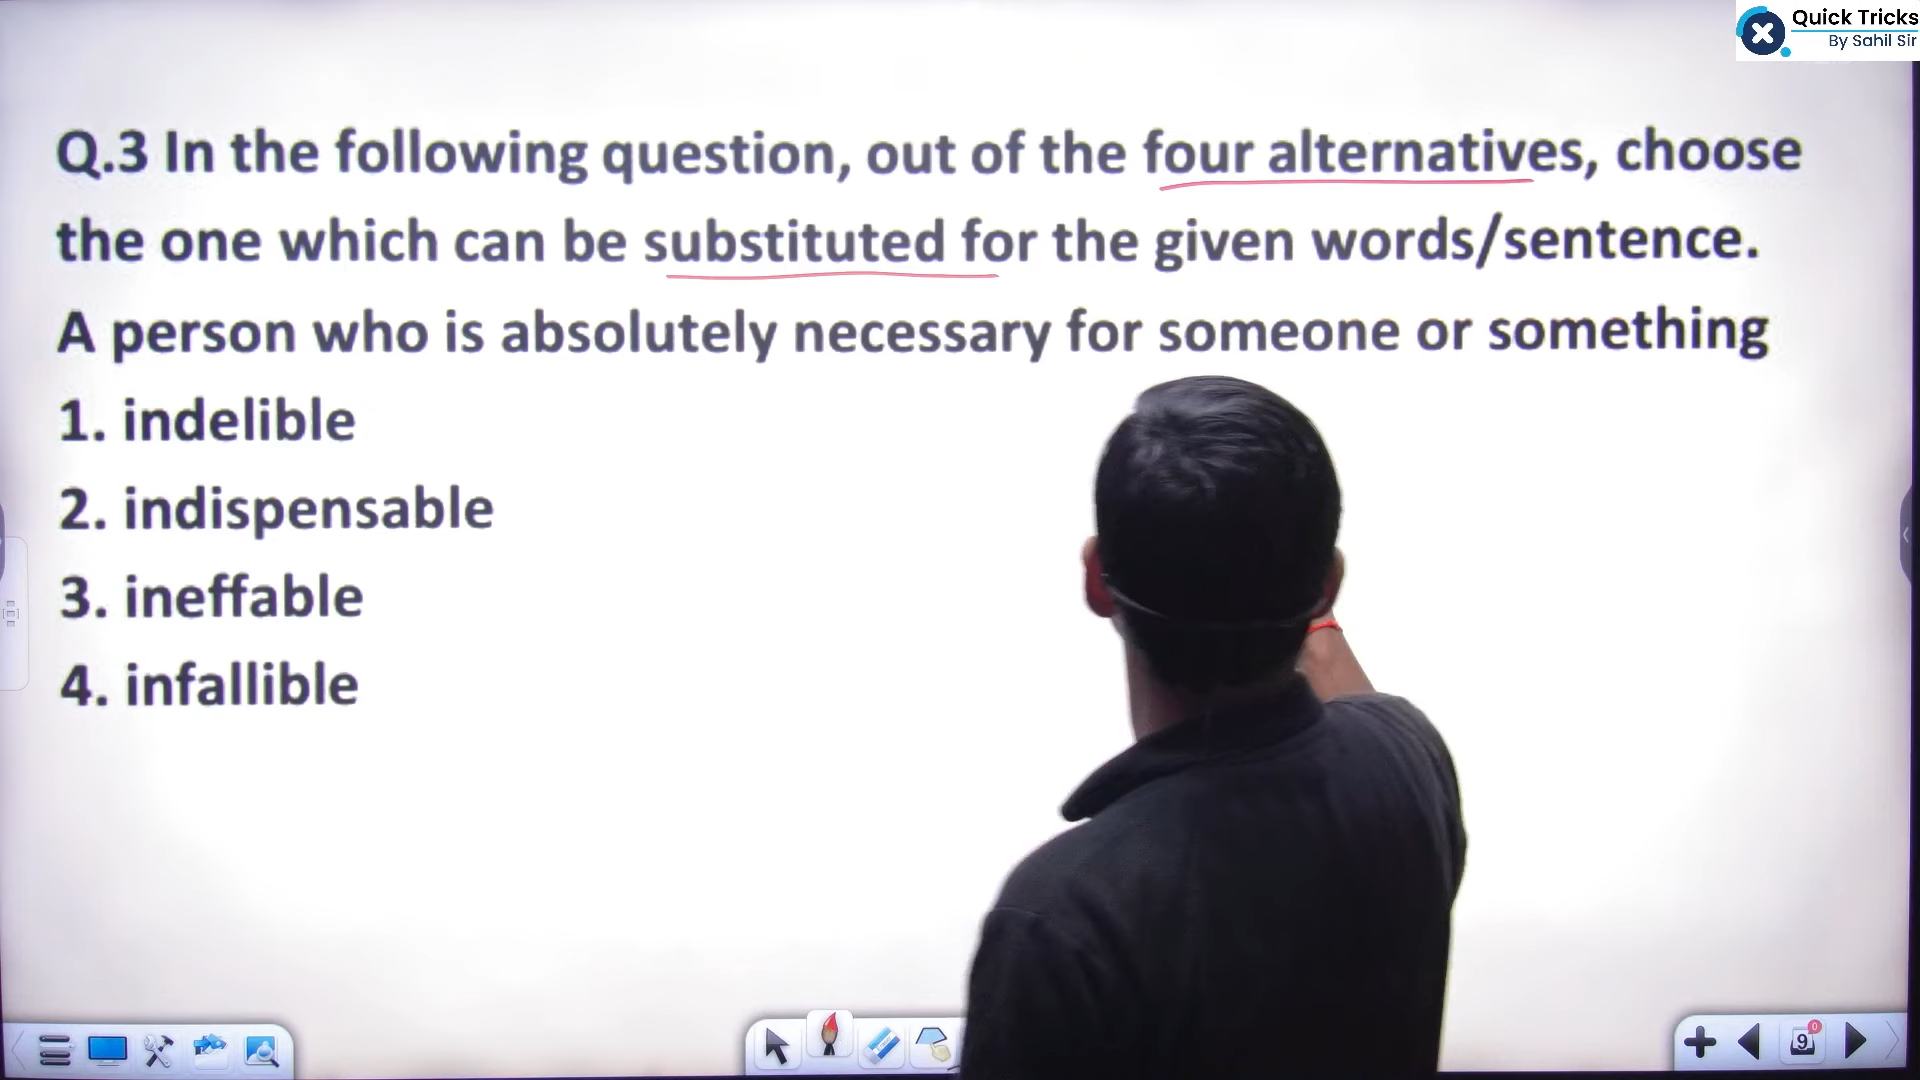 Quick Tricks
By Sahil Sir
Q.3 In the following question, out of the four alternatives, choose
the one which can be substituted for the given words/sentence.
A person who is absolutely necessary for someone or something
1. indelible
2. indispensable
3. ineffable
4. infallible
9
0